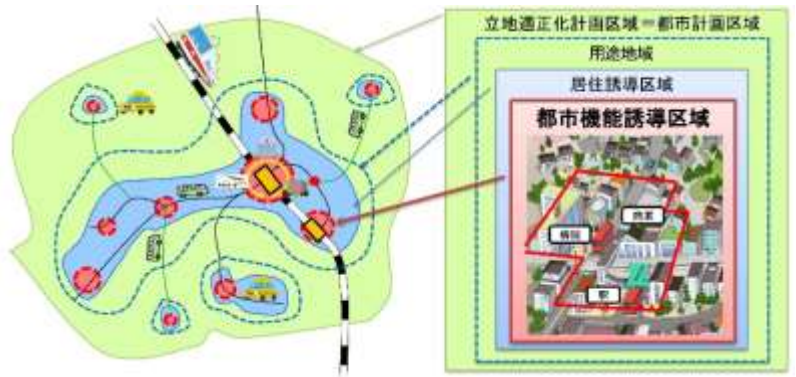 立地適正化計画区域＝都市計画区域
用途地域
居住誘導区域
都市機能誘導区域
商業
病院
駅